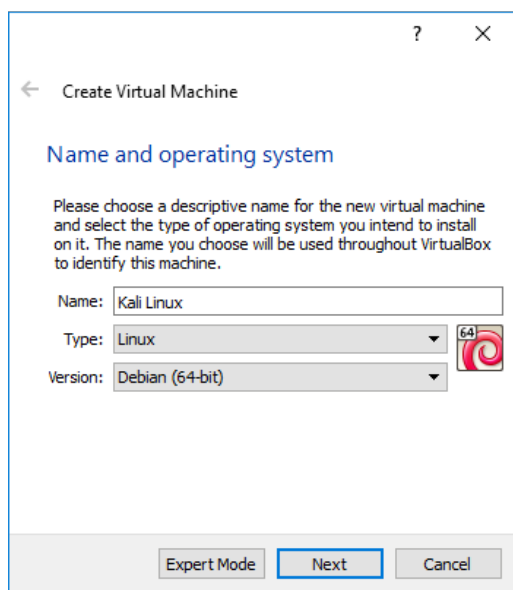 ?
Create Virtual Machine
Name and operating system
Please choose a descriptive name for the new virtual machine
and select the type of operating system you intend to install
on it. The name you choose will be used throughout VirtualBox
to identify this machine.
Name: Kali Linux
Type: Linux
64
Version: Debian (64-bit)
Expert Mode Next Cancel